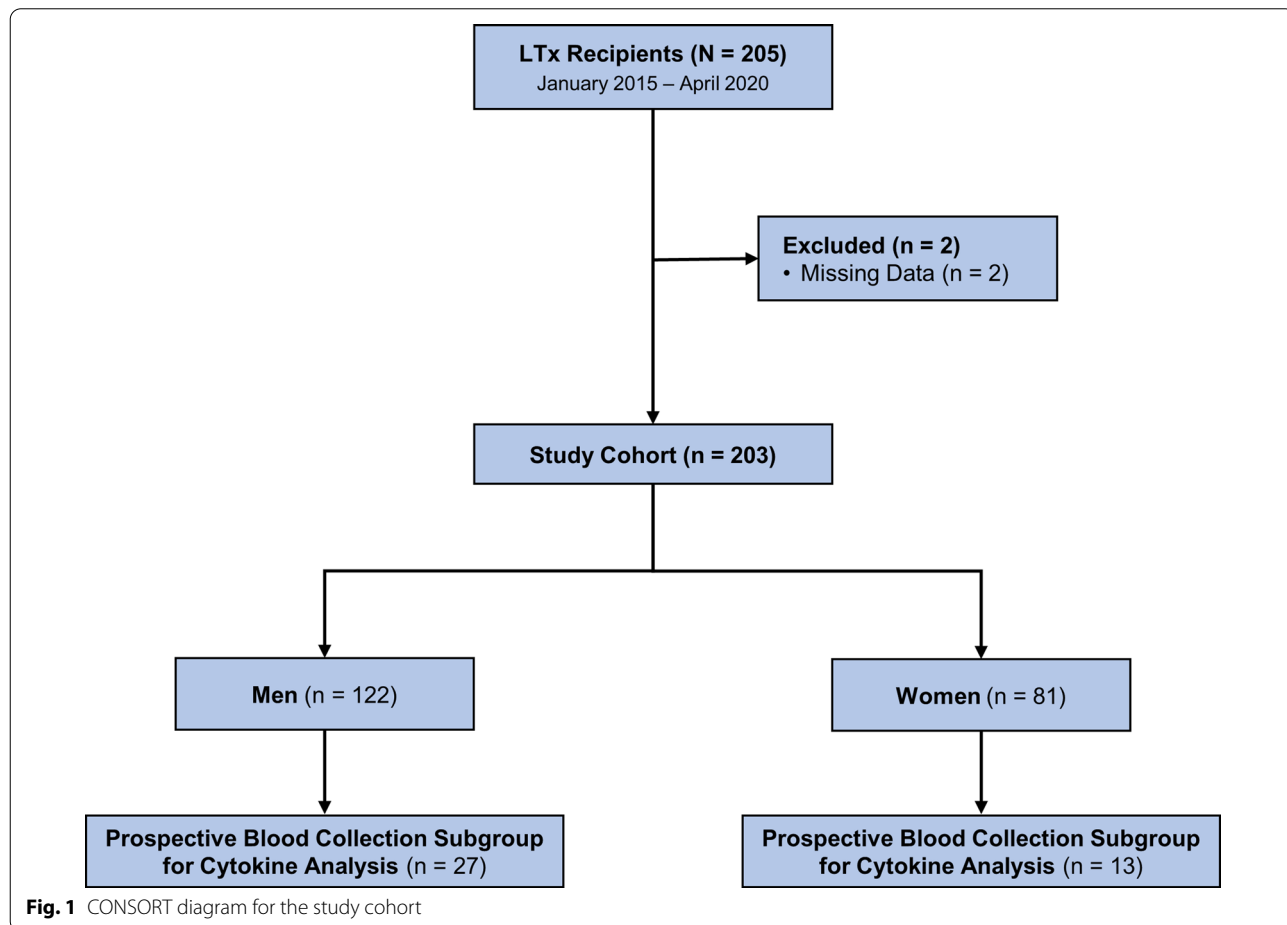 LTx Recipients (N = 205)
January 2015 – April 2020
Excluded (n = 2)
• Missing Data (n = 2)
Study Cohort (n = 203)
Men (n = 122)
Women (n = 81)
Prospective Blood Collection Subgroup
for Cytokine Analysis (n = 27)
Prospective Blood Collection Subgroup
for Cytokine Analysis (n = 13)
Fig. 1 CONSORT diagram for the study cohort